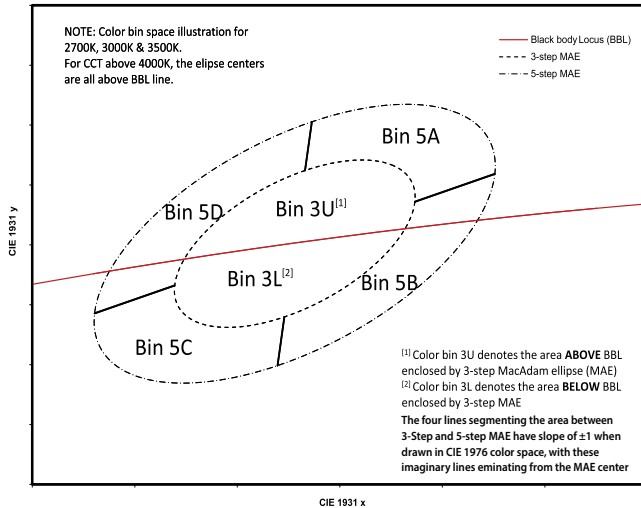 NOTE: Color bin space illustration for
2700K, 3000K & 3500K.
For CCT above 4000K, the elipse centers
are all above BBL line.
Black body Locus (BBL)
3-step MAE
5-step MAE
Bin 5A
Bin 5D
Bin 3U[1]
Bin 3L[2]
Bin 5B
Bin 5C
CIE 1931 y
[1] Color bin 3U denotes the area ABOVE BBL
enclosed by 3-step MacAdam ellipse (MAE)
[2] Color bin 3L denotes the area BELOW BBL
enclosed by 3-step MAE
The four lines segmenting the area between
3-Step and 5-step MAE have slope of ±1 when
drawn in CIE 1976 color space, with these
imaginary lines eminating from the MAE center
CIE 1931 x